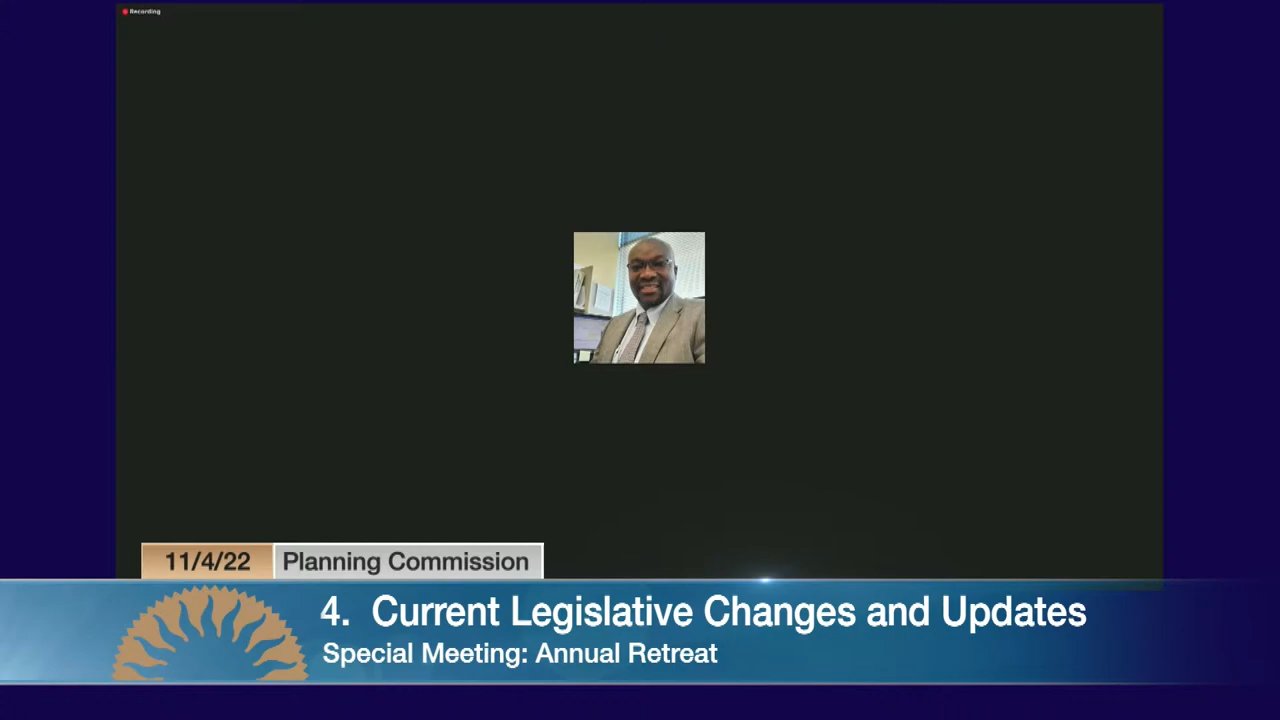 Recording
11/4/22 Planning Commission
4. Current Legislative Changes and Updates
Special Meeting: Annual Retreat